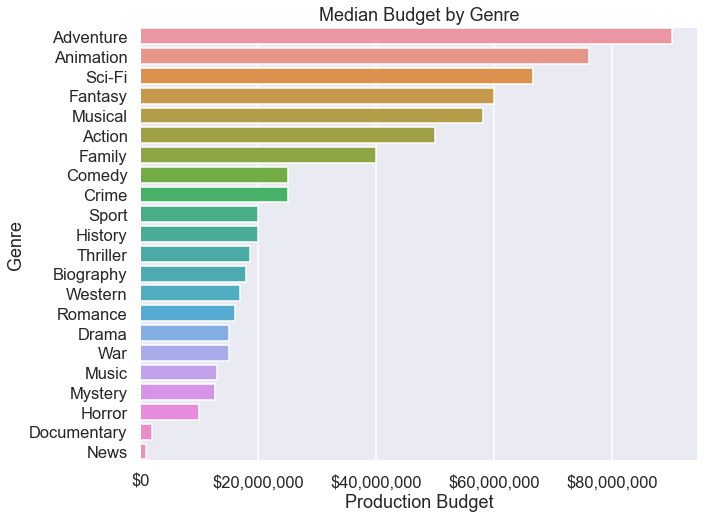 Median Budget by Genre
Genre
Adventure
Animation
Sci-Fi
Fantasy
Musical
Action
Family
Comedy
Crime
Sport
History
Thriller
Biography
Western
Romance
Drama
War
Music
Mystery
Horror
Documentary
News
$0 $20,000,000 $40,000,000 $60,000,000 $80,000,000
Production Budget